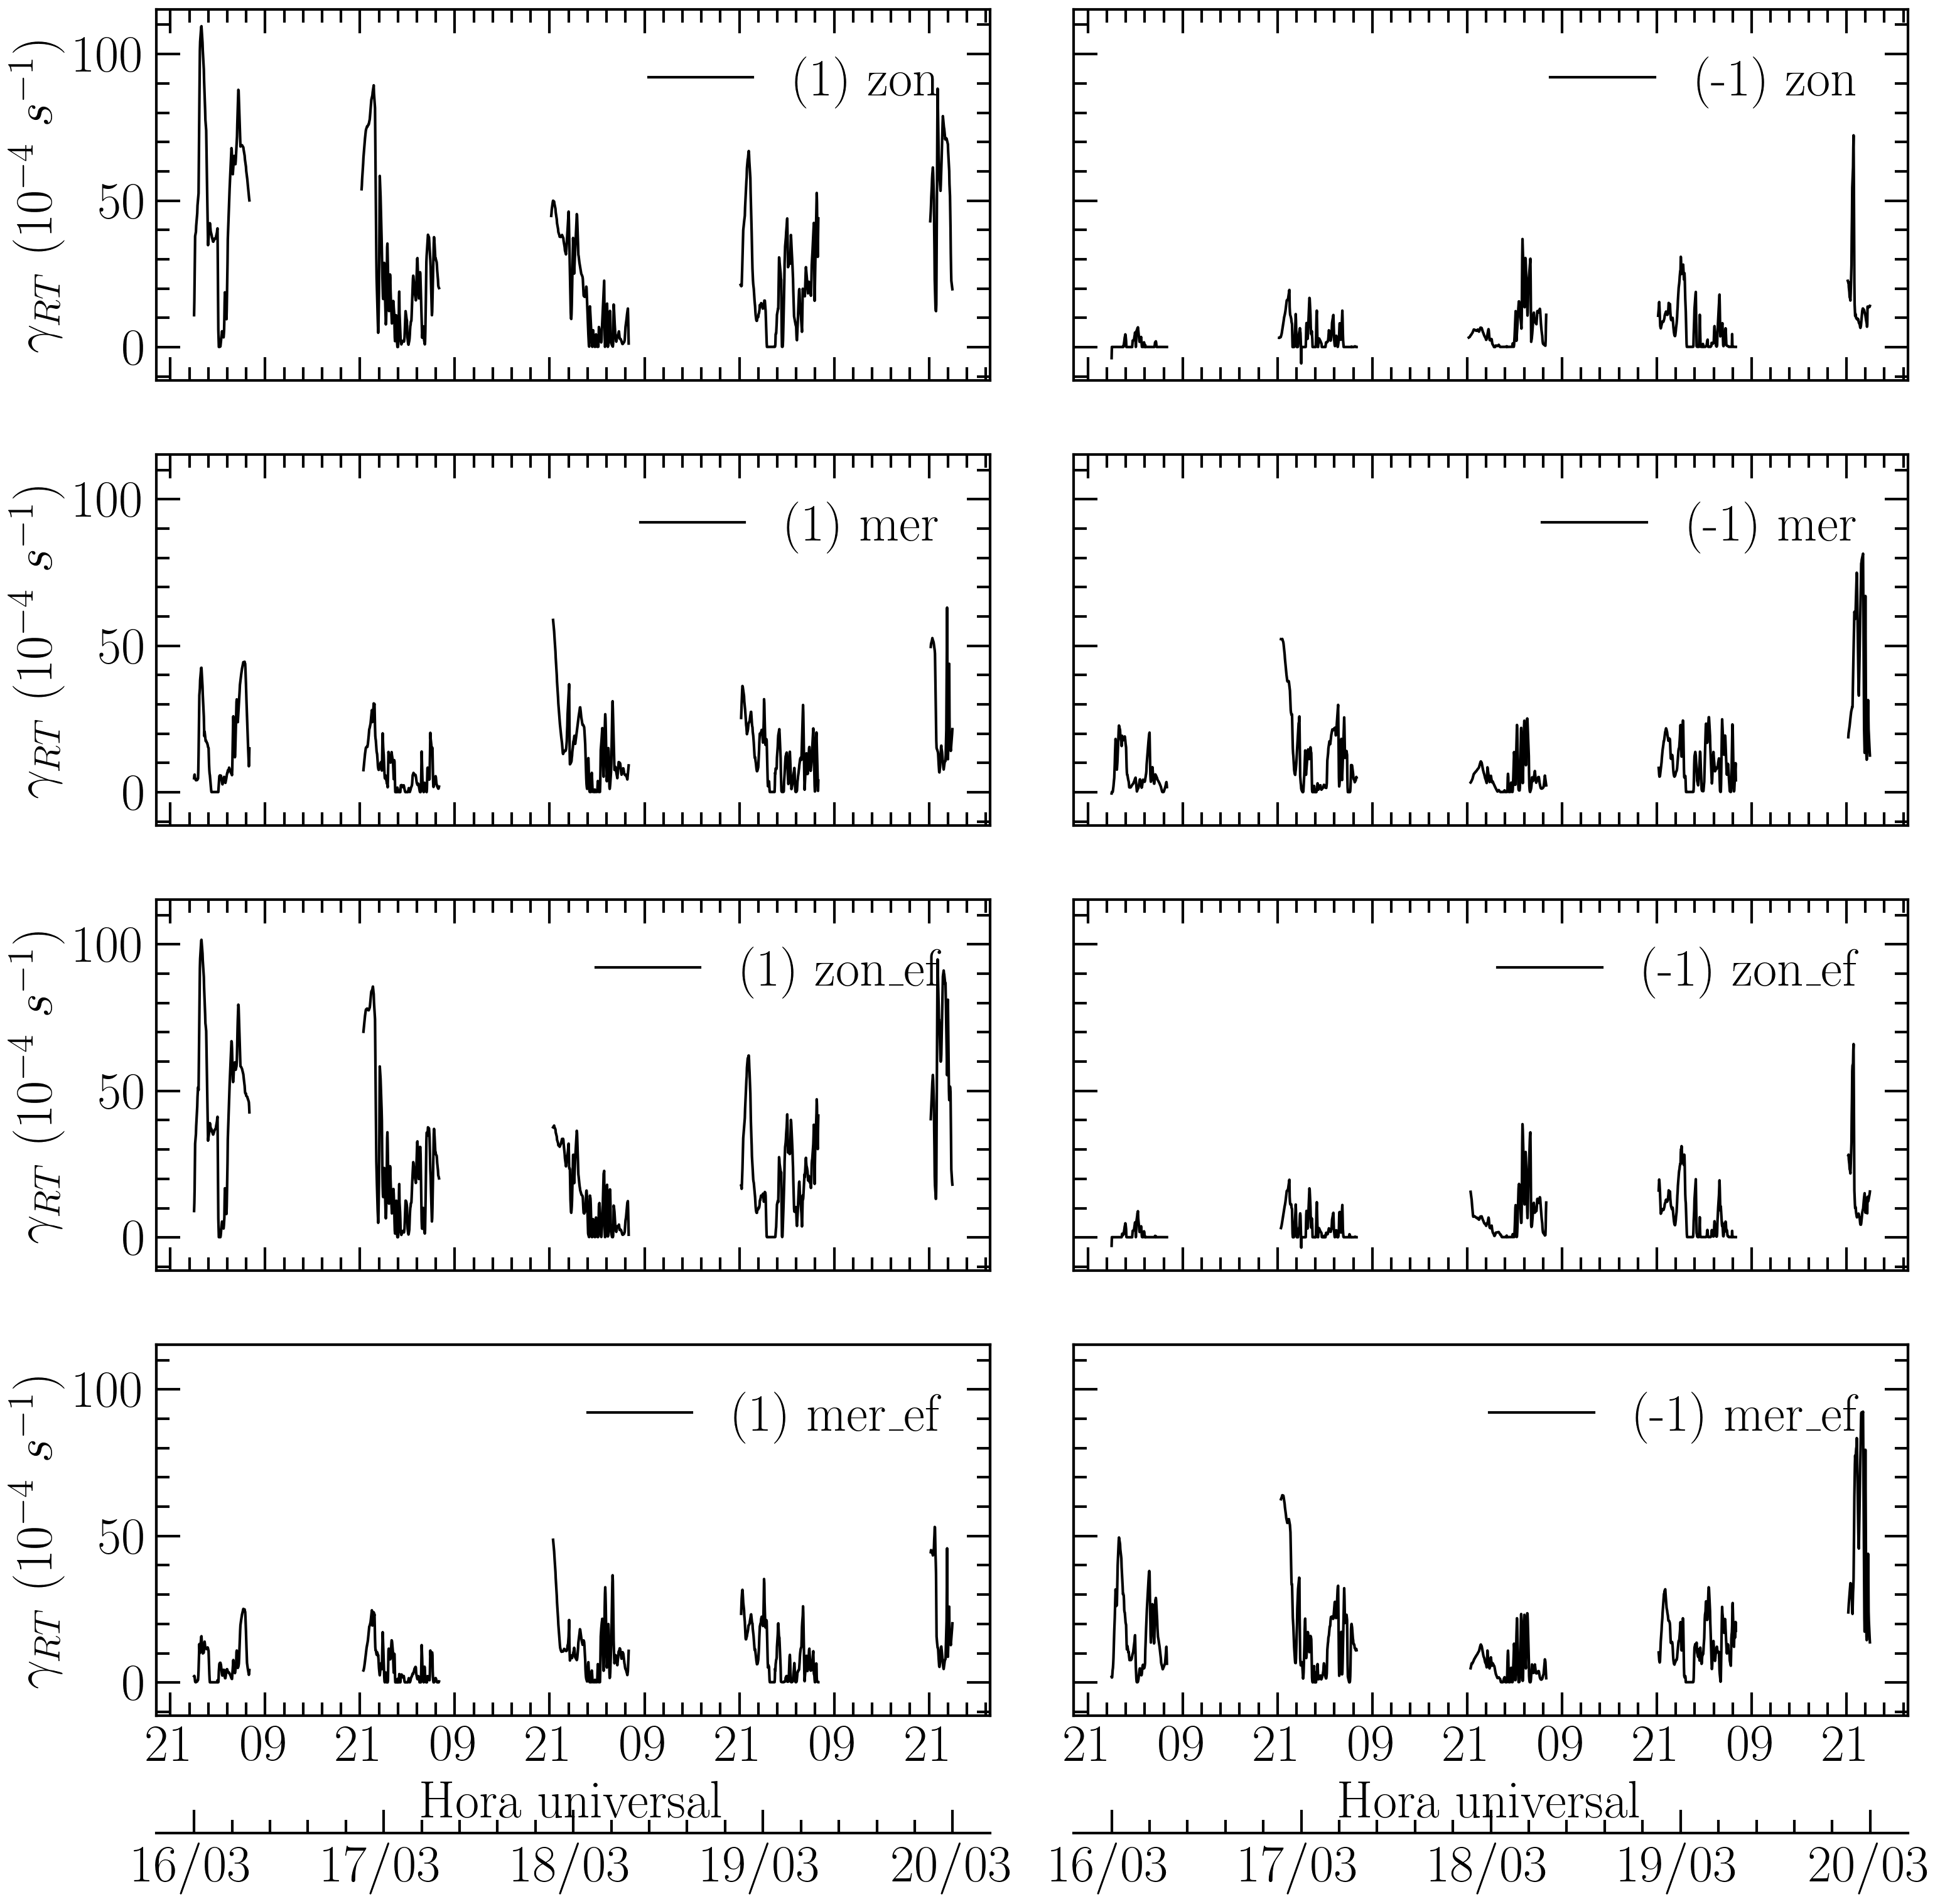 γRT (10−4 s−1)
100
50
0
(1) zon
(-1) zon
γRT (10−4 s−1)
100
50
0
(1) mer
(-1) mer
γRT (10−4 s−1)
100
50
0
(1) zon_ef
(-1) zon_ef
γRT (10−4 s−1)
100
50
0
(1) mer_ef
(-1) mer_ef
21 09 21 09 21 09 21 09 21
21 09 21 09 21 09 21 09 21
Hora universal
Hora universal
16/03 17/03 18/03 19/03 20/03
16/03 17/03 18/03 19/03 20/03